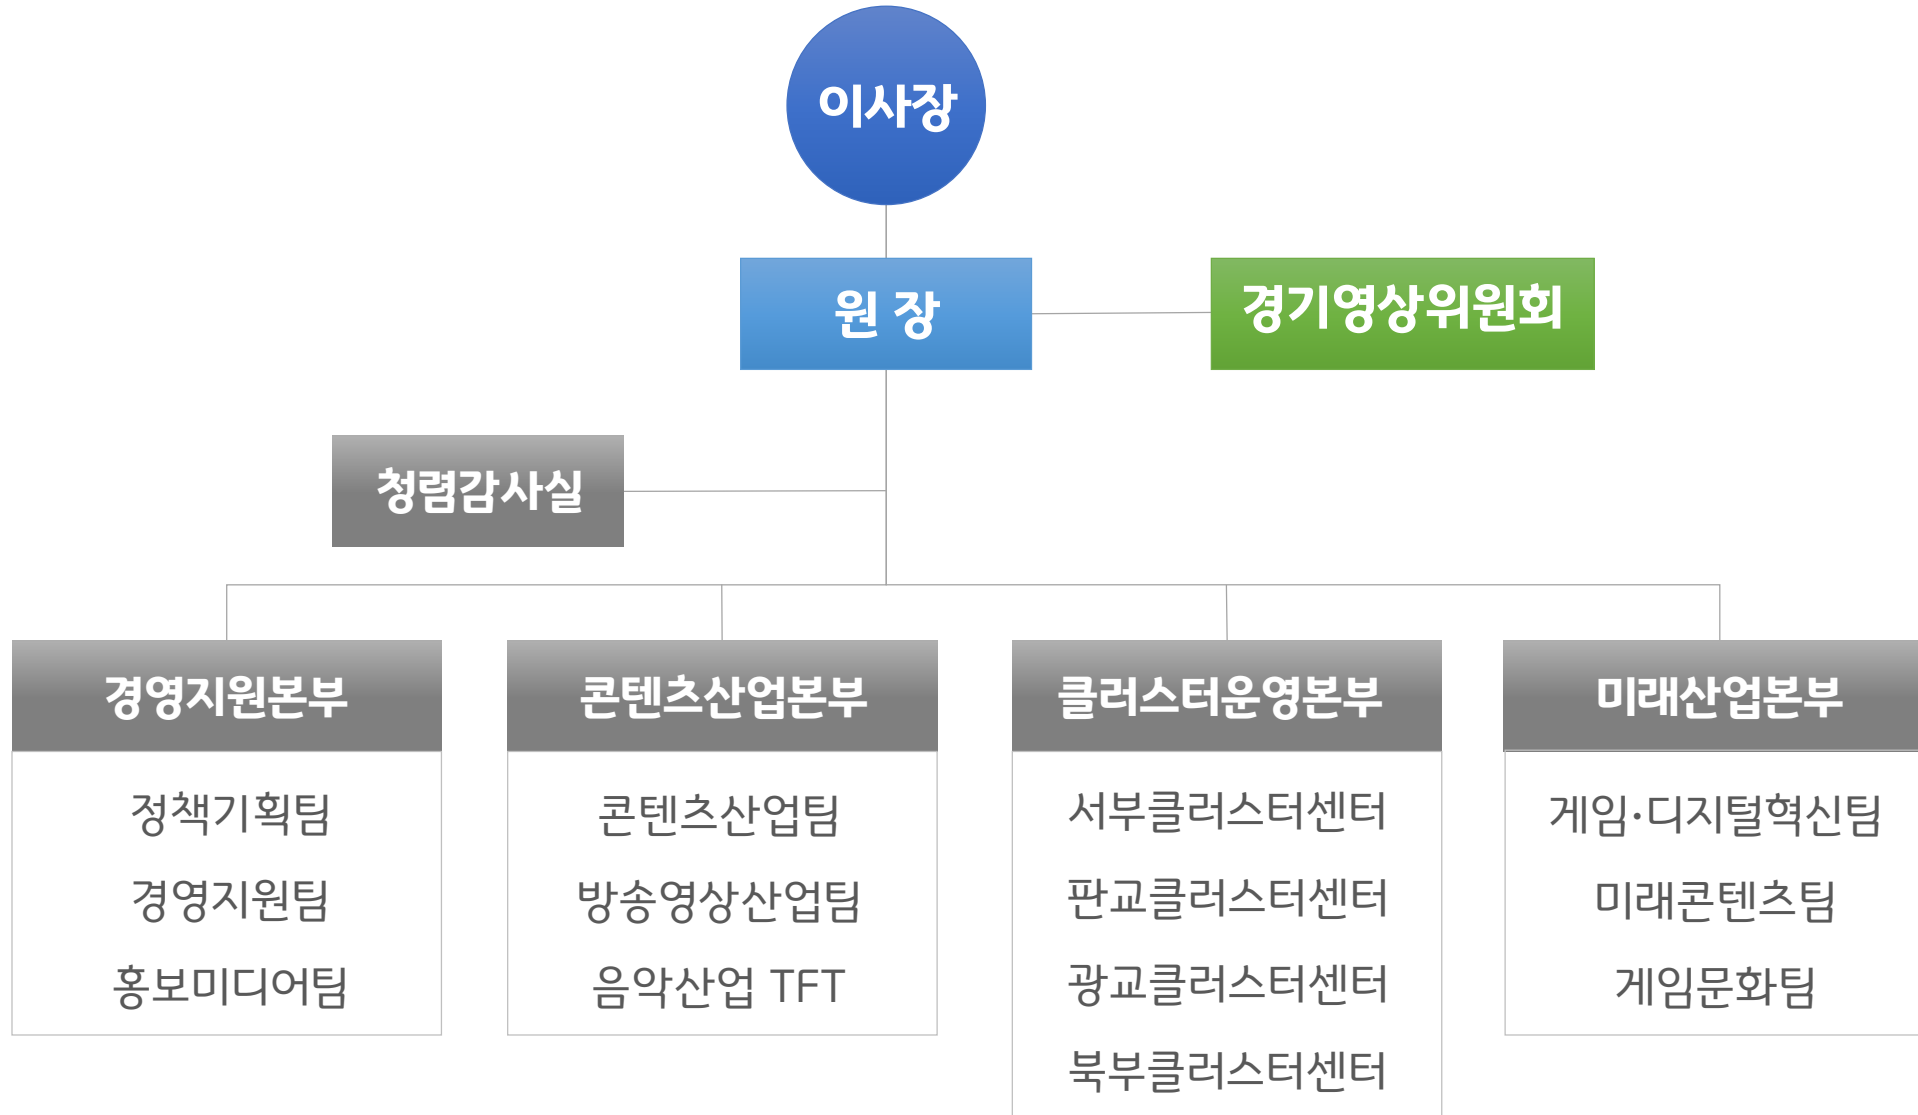 이사장
원 장
경기영상위원회
청렴감사실
경영지원본부
정책기획팀
경영지원팀
홍보미디어팀
콘텐츠산업본부
콘텐츠산업팀
방송영상산업팀
음악산업 TFT
클러스터운영본부
서부클러스터센터
판교클러스터센터
광교클러스터센터
북부클러스터센터
미래산업본부
게임·디지털혁신팀
미래콘텐츠팀
게임문화팀